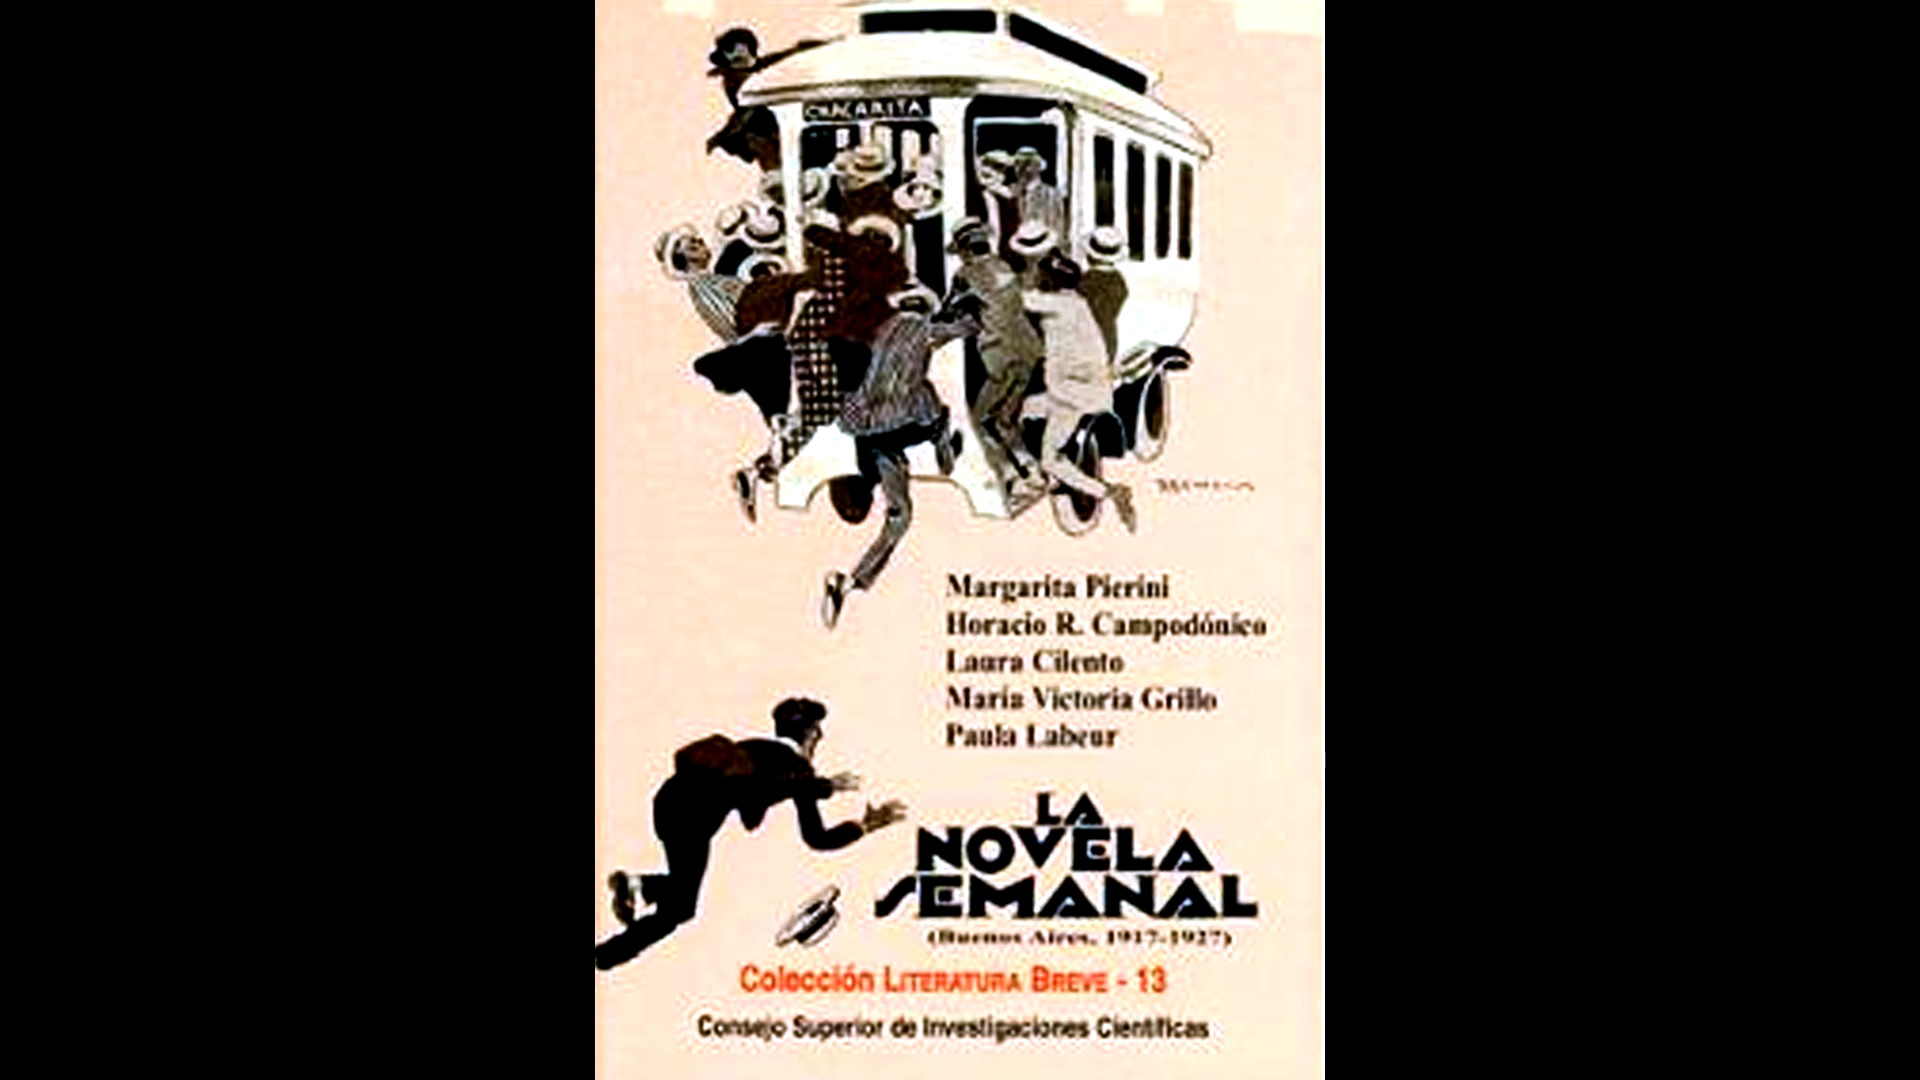 CHACARITA
Margarita Pierini
Horacio R. Campodónico
Laura Cilento
María Victoria Grillo
Paula Labeur
LA
NOVELA
SEMANAL
(Buenos Aires, 1917-1927)
Colección LITERATURA BREVE - 13
Consejo Superior de Investigaciones Científicas